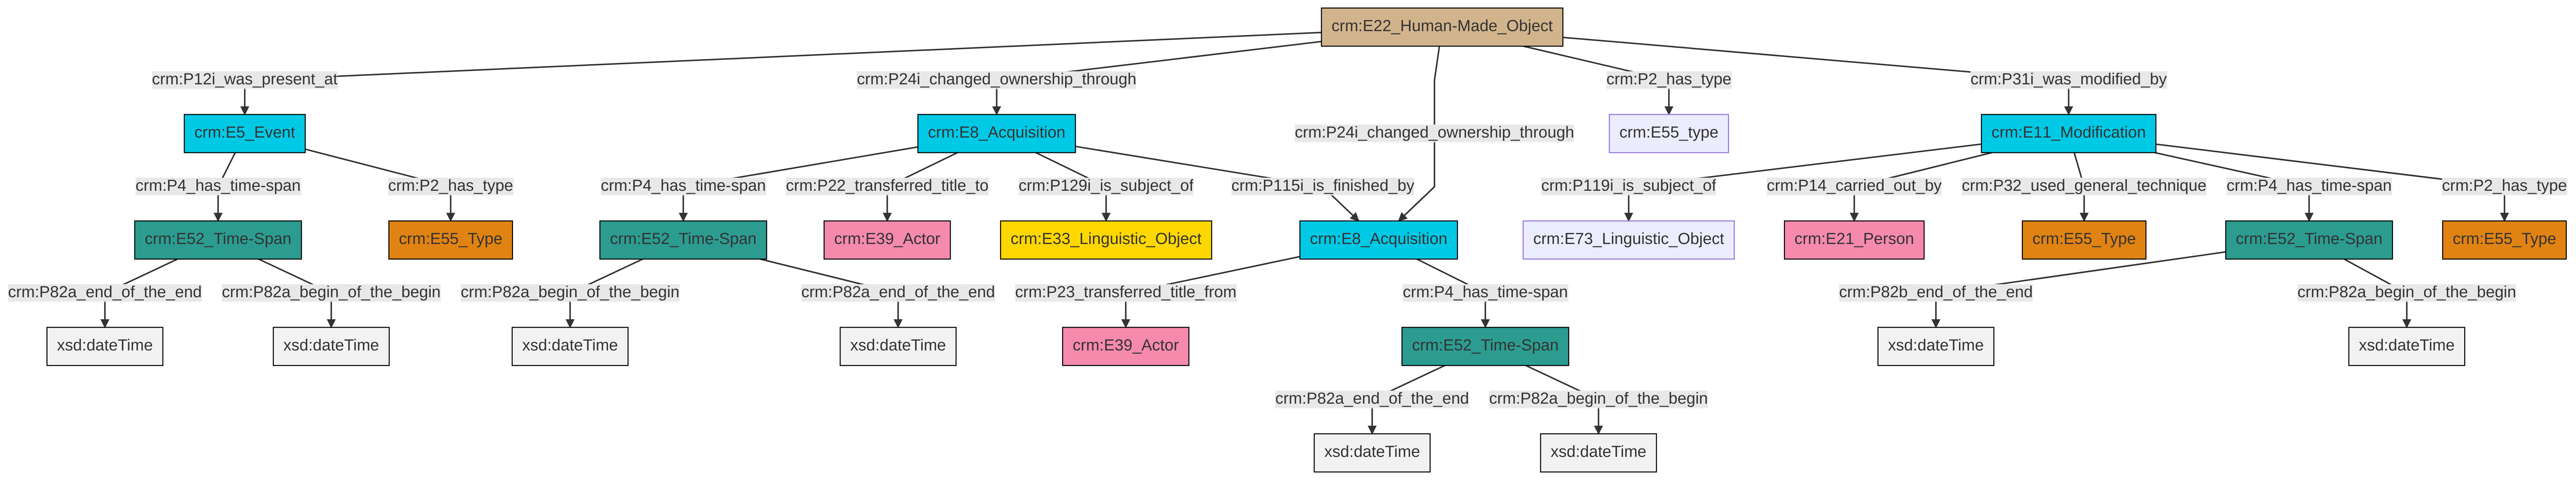 crm:E22_Human-Made_Object
crm:P12i_was_present_at
crm:P24i_changed_ownership_through
crm:P2_has_type
crm:P31i_was_modified_by
crm:E5_Event
crm:E8_Acquisition
crm:P24i_changed_ownership_through
crm:E55_type
crm:E11_Modification
crm:P4_has_time-span
crm:P2_has_type
crm:P4_has_time-span
crm:P22_transferred_title_to
crm:P129i_is_subject_of
crm:P115i_is_finished_by
crm:P119i_is_subject_of
crm:P14_carried_out_by
crm:P32_used_general_technique
crm:P4_has_time-span
crm:P2_has_type
crm:E52_Time-Span
crm:E55_Type
crm:E52_Time-Span
crm:E39_Actor
crm:E33_Linguistic_Object
crm:E8_Acquisition
crm:E73_Linguistic_Object
crm:E21_Person
crm:E55_Type
crm:E52_Time-Span
crm:E55_Type
crm:P82a_end_of_the_end
crm:P82a_begin_of_the_begin
crm:P82a_begin_of_the_begin
crm:P82a_end_of_the_end
crm:P23_transferred_title_from
crm:P4_has_time-span
crm:P82b_end_of_the_end
crm:P82a_begin_of_the_begin
xsd:dateTime
xsd:dateTime
xsd:dateTime
xsd:dateTime
crm:E39_Actor
crm:E52_Time-Span
xsd:dateTime
xsd:dateTime
crm:P82a_end_of_the_end
crm:P82a_begin_of_the_begin
xsd:dateTime
xsd:dateTime